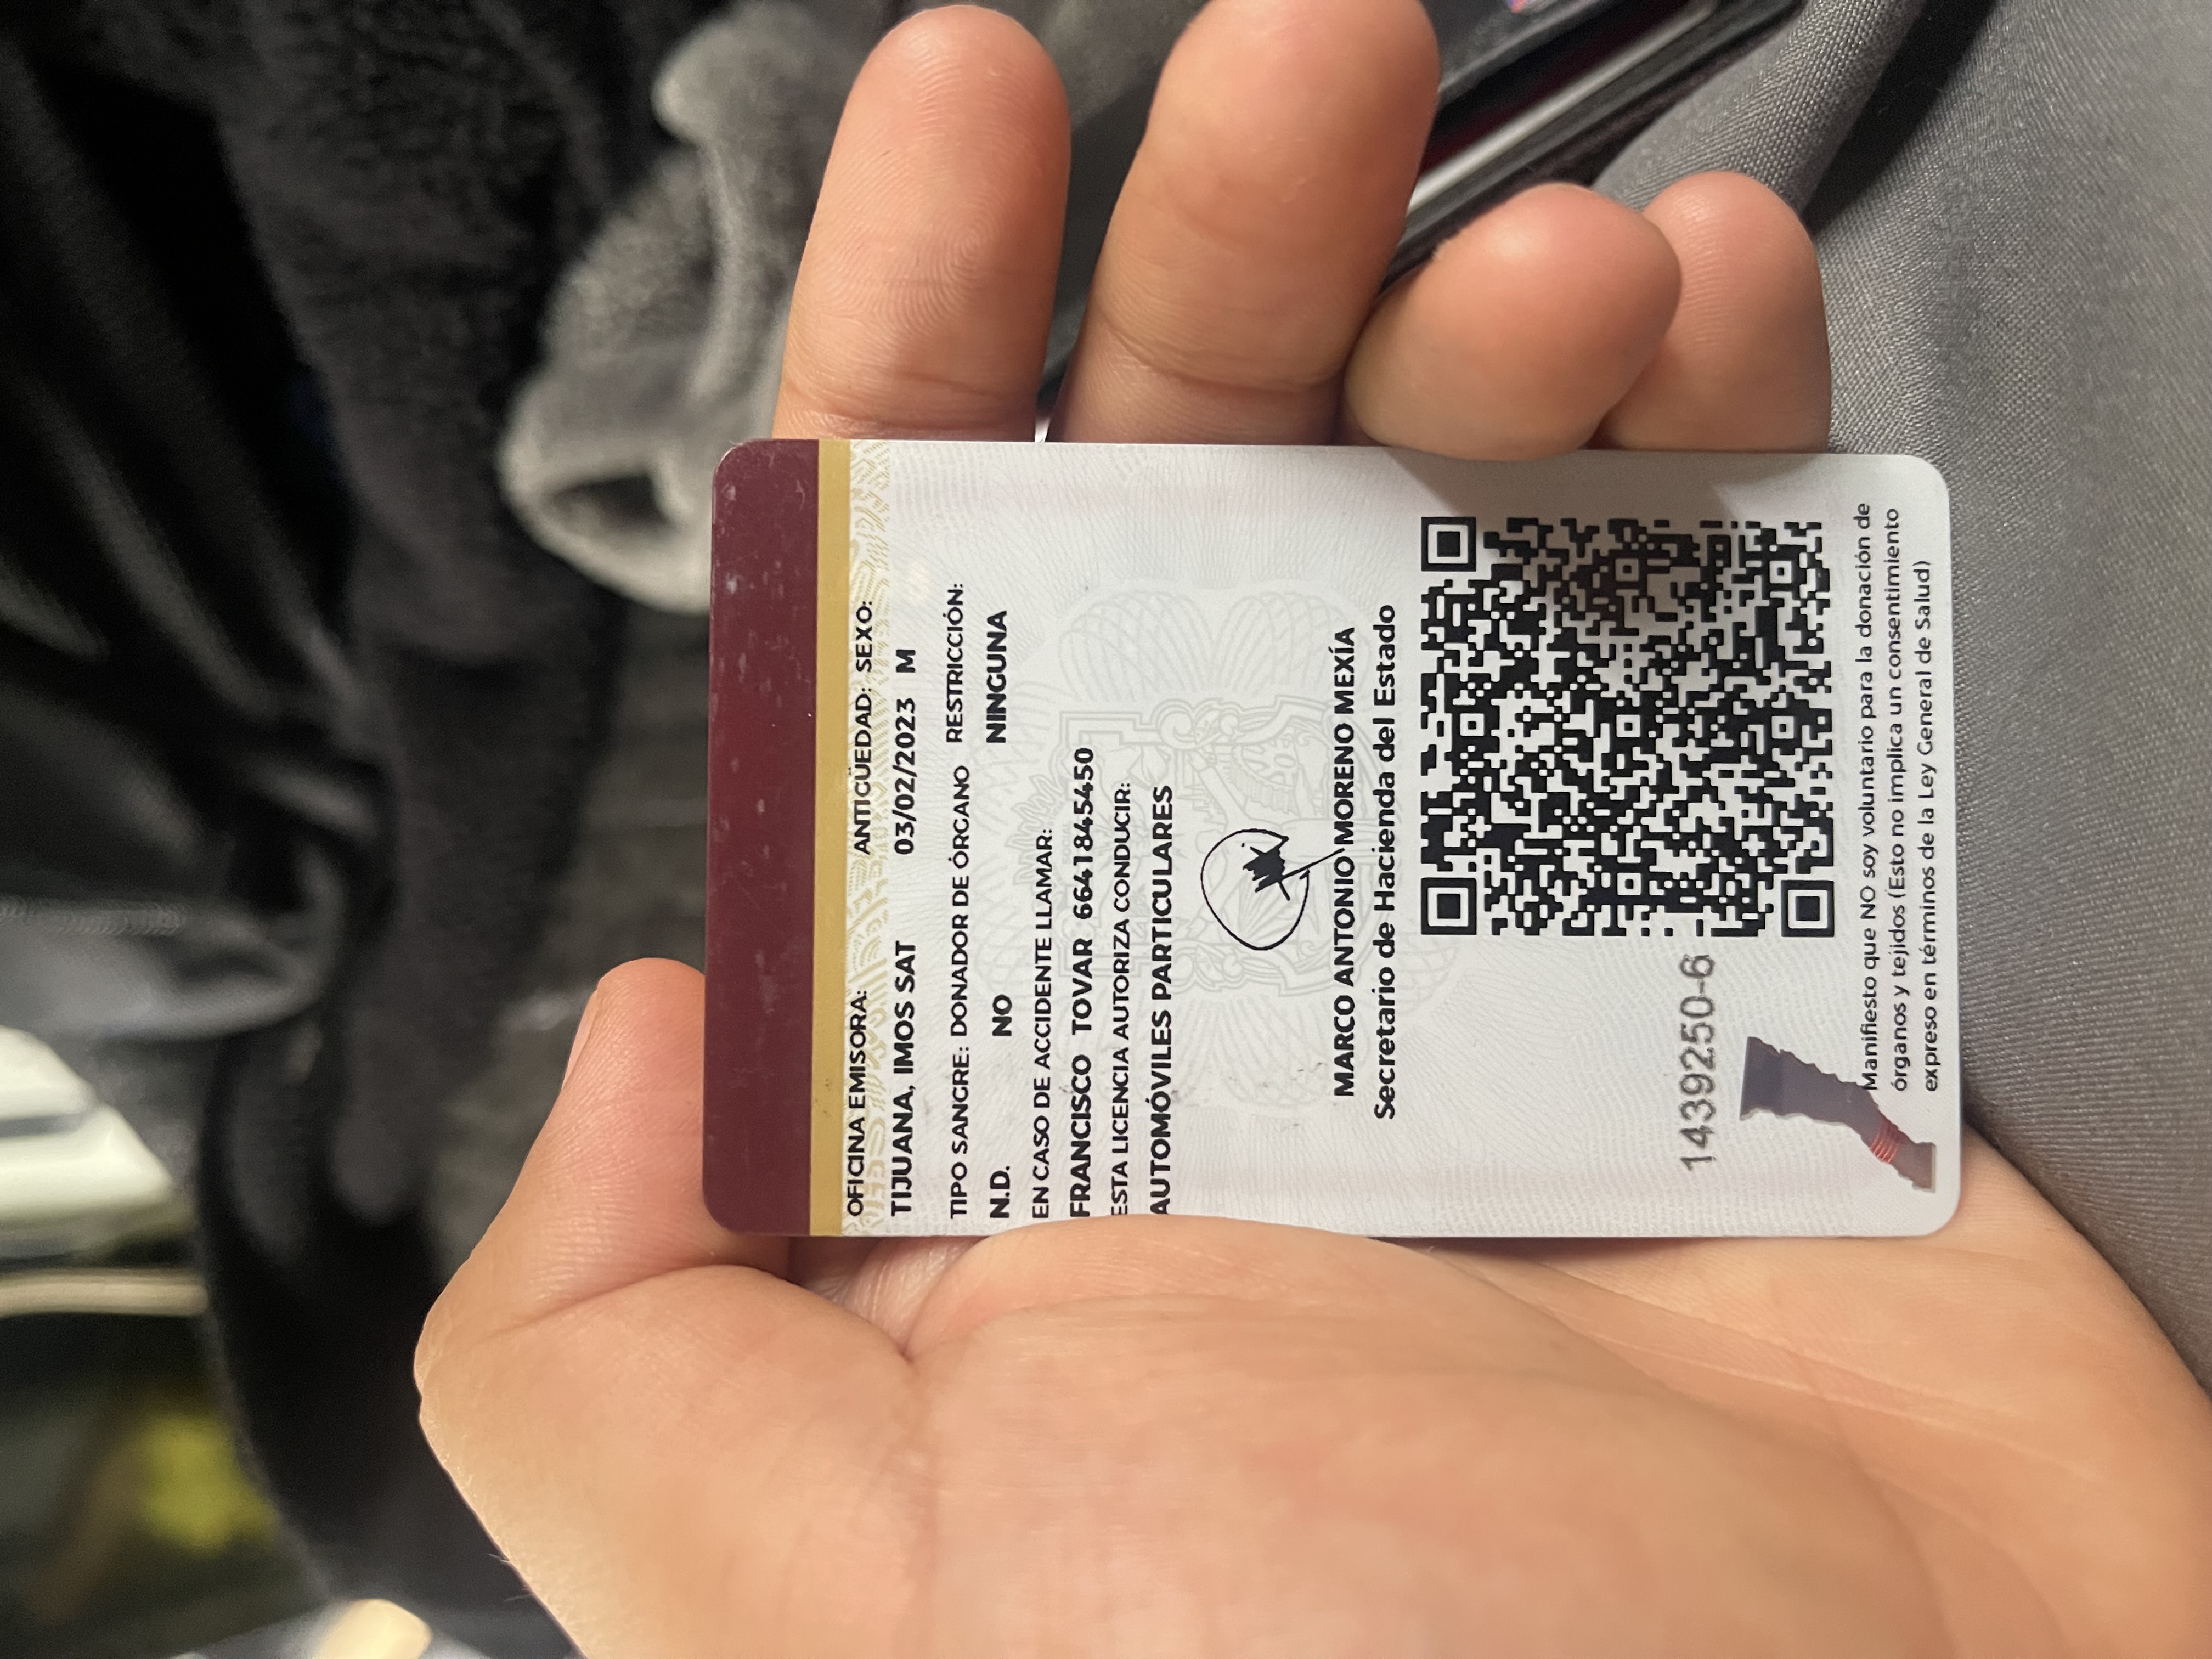 OFICINA EMISORA: ANTIGÜEDAD: SEXO:
TIJUANA, IMOS SAT 03/02/2023 M
TIPO SANGRE: DONADOR DE ÓRGANO RESTRICCIÓN:
N.D. NO NINGUNA
EN CASO DE ACCIDENTE LLAMAR:
FRANCISCO TOVAR 6641845450
ESTA LICENCIA AUTORIZA CONDUCIR:
AUTOMÓVILES PARTICULARES
MARCO ANTONIO MORENO MEXÍA
Secretario de Hacienda del Estado
1439250-6
Manifiesto que NO soy voluntario para la donación de
órganos y tejidos (Esto no implica un consentimiento
expreso en términos de la Ley General de Salud)